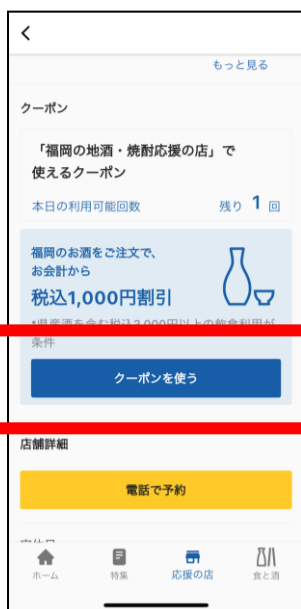 もっと見る
クーポン
「福岡の地酒・焼酎応援の店」で
使えるクーポン
本日の利用可能回数 残り 1 回
福岡のお酒をご注文で、
お会計から
税込1,000円割引
*県産酒を含む税込3,000円以上の飲食利用が
条件
クーポンを使う
店舗詳細
電話で予約
定休日
ホーム 特集 応援の店 食と酒